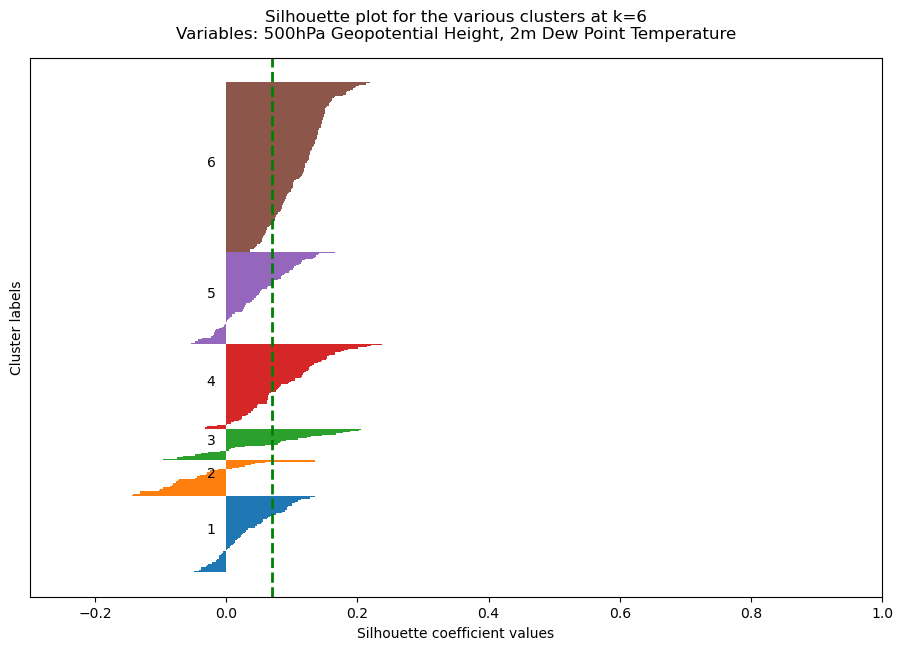 Silhouette plot for the various clusters at k=6
Variables: 500hPa Geopotential Height, 2m Dew Point Temperature
Cluster labels
6
5
4
3
2
1
−0.2 0.0 0.2 0.4 0.6 0.8 1.0
Silhouette coefficient values